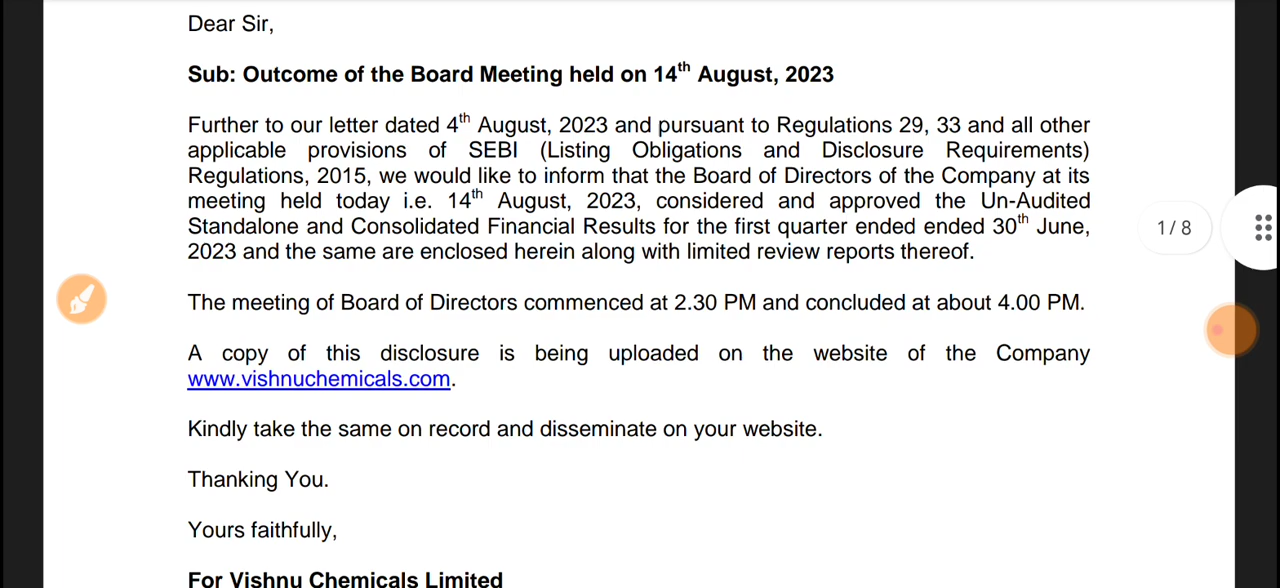 Dear Sir,
Sub: Outcome of the Board Meeting held on 14th August, 2023
Further to our letter dated 4th August, 2023 and pursuant to Regulations 29, 33 and all other
applicable provisions of SEBI (Listing Obligations and Disclosure Requirements)
Regulations, 2015, we would like to inform that the Board of Directors of the Company at its
meeting held today i.e. 14th August, 2023, considered and approved the Un-Audited
Standalone and Consolidated Financial Results for the first quarter ended ended 30th June,
2023 and the same are enclosed herein along with limited review reports thereof.
1 / 8
The meeting of Board of Directors commenced at 2.30 PM and concluded at about 4.00 PM.
A copy of this disclosure is being uploaded on the website of the Company
www.vishnuchemicals.com.
Kindly take the same on record and disseminate on your website.
Thanking You.
Yours faithfully,
For Vishnu Chemicals Limited